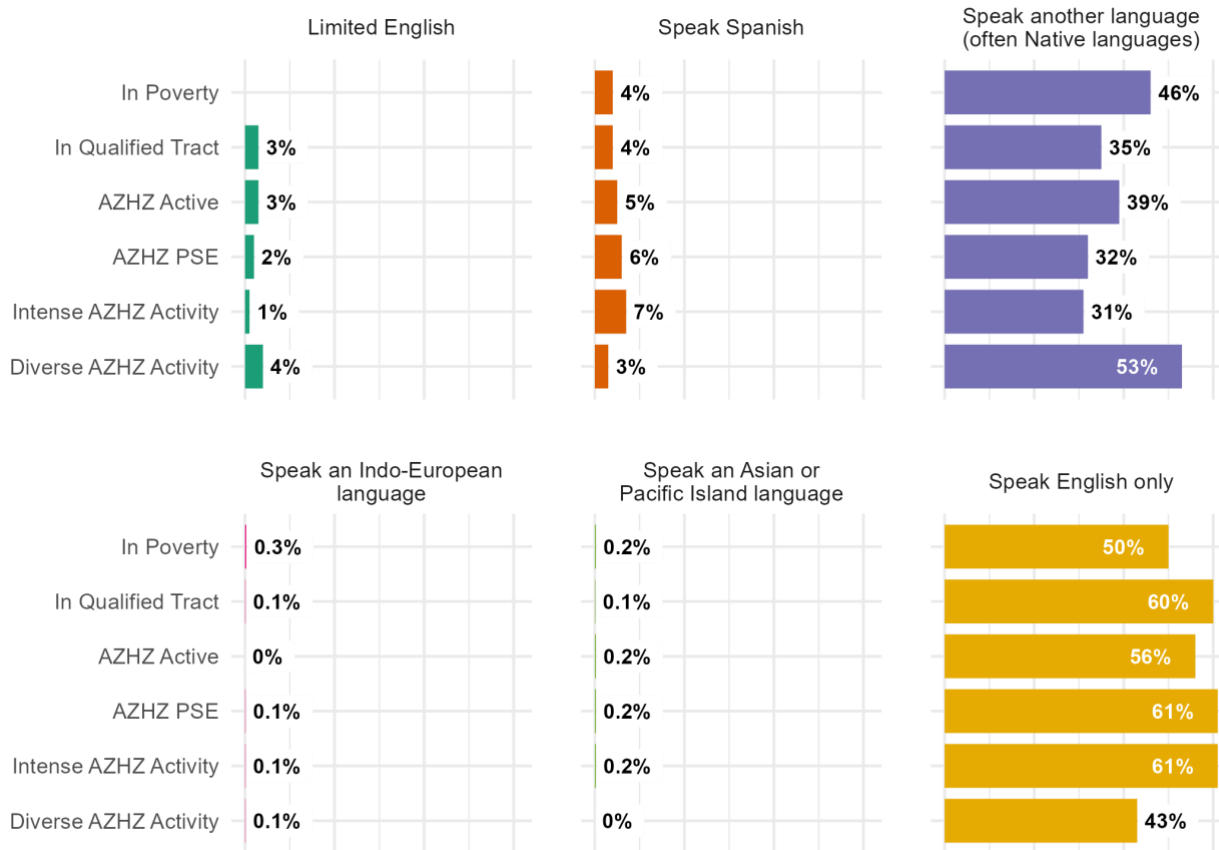 Limited English
Speak Spanish
Speak another language
(often Native languages)
In Poverty
4%
46%
In Qualified Tract
3%
4%
35%
AZHZ Active
3%
5%
39%
AZHZ PSE
2%
6%
32%
Intense AZHZ Activity
1%
7%
31%
Diverse AZHZ Activity
4%
3%
53%
Speak an Indo-European
language
Speak an Asian or
Pacific Island language
Speak English only
In Poverty
0.3%
0.2%
50%
In Qualified Tract
0.1%
0.1%
60%
AZHZ Active
0%
0.2%
56%
AZHZ PSE
0.1%
0.2%
61%
Intense AZHZ Activity
0.1%
0.2%
61%
Diverse AZHZ Activity
0.1%
0%
43%